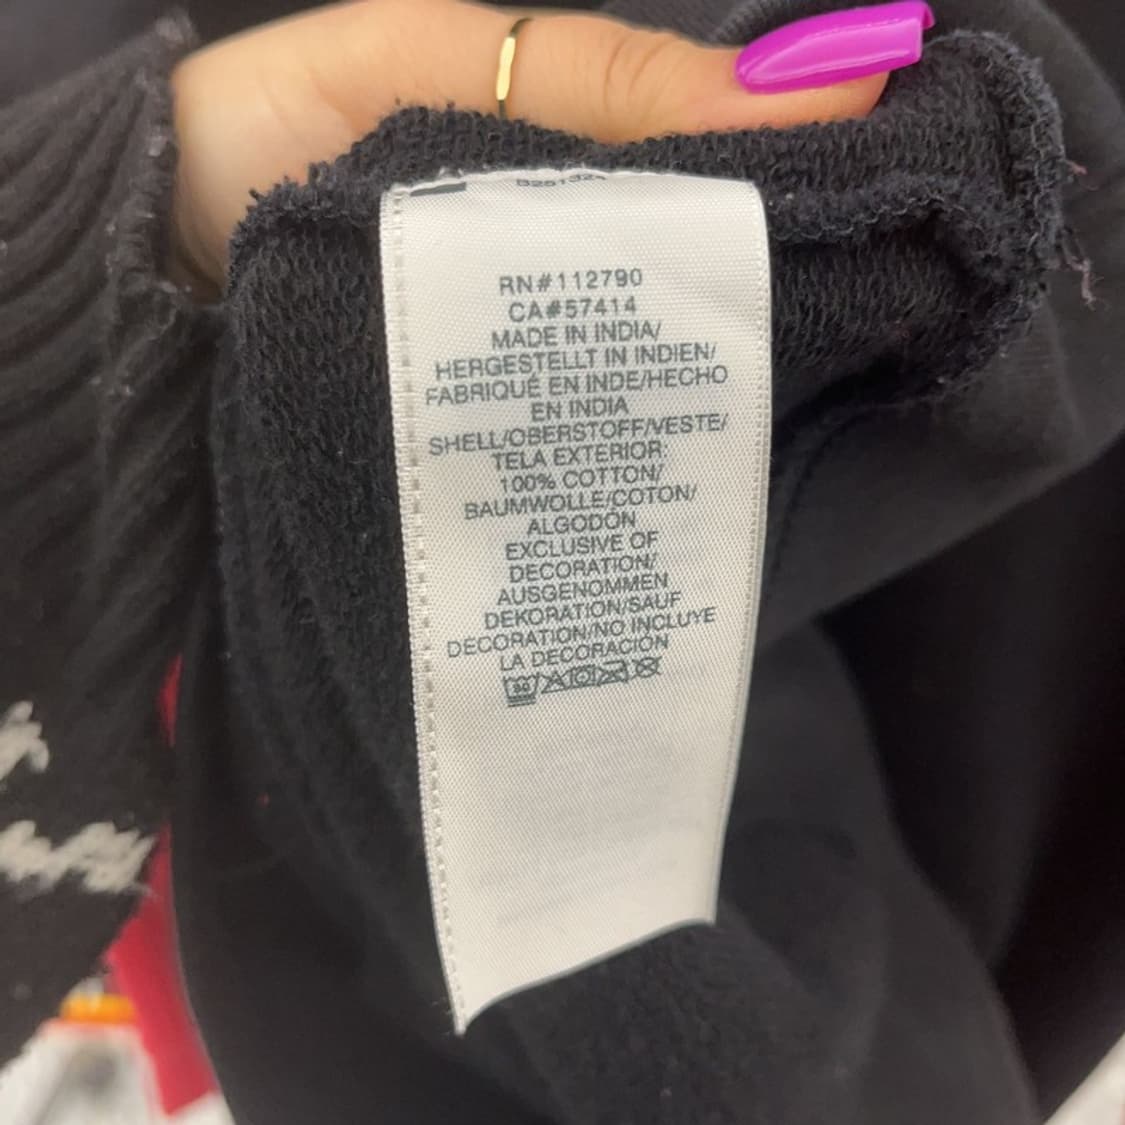 RN#112790
CA#57414
MADE IN INDIA/
HERGESTELLT IN INDIEN/
FABRIQUÉ EN INDE/HECHO
EN INDIA
SHELL/OBERSTOFF/VESTE/
TELA EXTERIOR:
100% COTTON/
BAUMWOLLE/COTON/
ALGODÓN
EXCLUSIVE OF
DECORATION/
AUSGENOMMEN
DEKORATION/SAUF
DECORATION/NO INCLUYE
LA DECORACIÓN
30